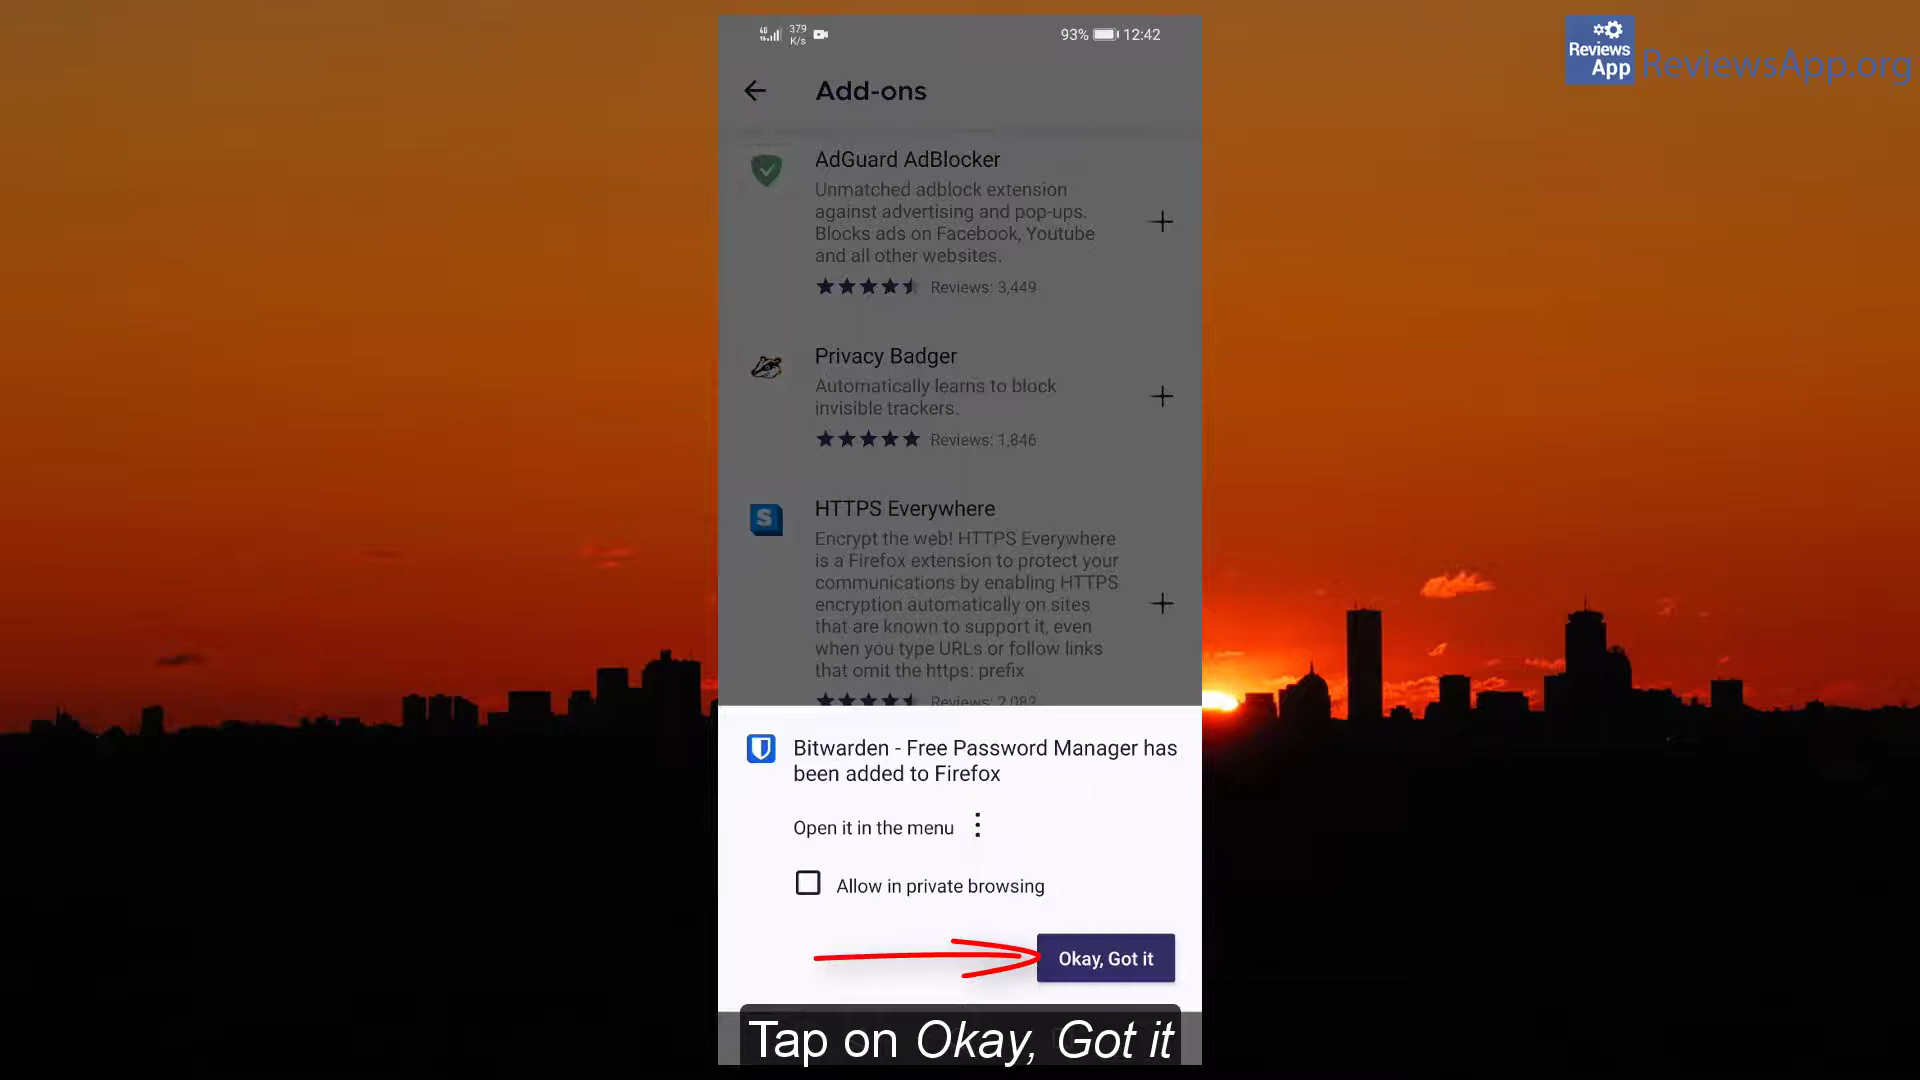 4G 379
K/s
93% 12:42
Reviews
App
ReviewsApp.org
Add-ons
AdGuard AdBlocker
Unmatched adblock extension
against advertising and pop-ups.
Blocks ads on Facebook, Youtube
and all other websites.
Reviews: 3,449
Privacy Badger
Automatically learns to block
invisible trackers.
Reviews: 1,846
S
HTTPS Everywhere
Encrypt the web! HTTPS Everywhere
is a Firefox extension to protect your
communications by enabling HTTPS
encryption automatically on sites
that are known to support it, even
when you type URLs or follow links
that omit the https: prefix
Reviews: 2,082
Bitwarden - Free Password Manager has
been added to Firefox
Open it in the menu
Allow in private browsing
Okay, Got it
Tap on Okay, Got it